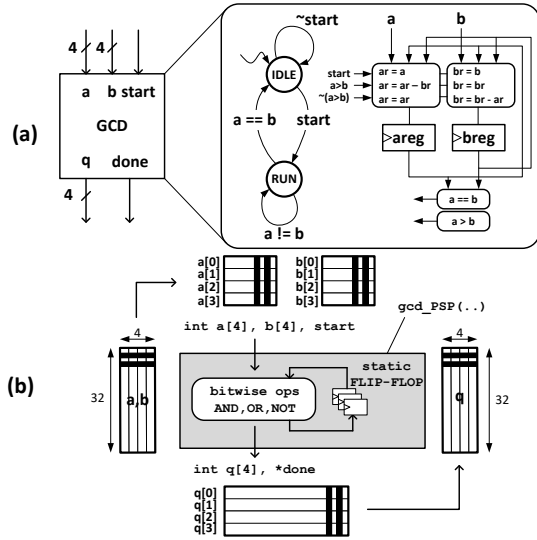 ~start
4 4
a b
IDLE
a b start
start
ar = a
br = b
a>b
ar = ar – br
br = br
~(a>b)
ar = ar
br = br - ar
(a)
GCD
a == b
start
>areg
>breg
q done
4
RUN
a == b
a > b
a != b
a[0]
a[1]
a[2]
a[3]
b[0]
b[1]
b[2]
b[3]
gcd_PSP(..)
4
int a[4], b[4], start
4
static
FLIP-FLOP
(b)
32
a,b
bitwise ops
AND,OR,NOT
q
32
int q[4], *done
q[0]
q[1]
q[2]
q[3]